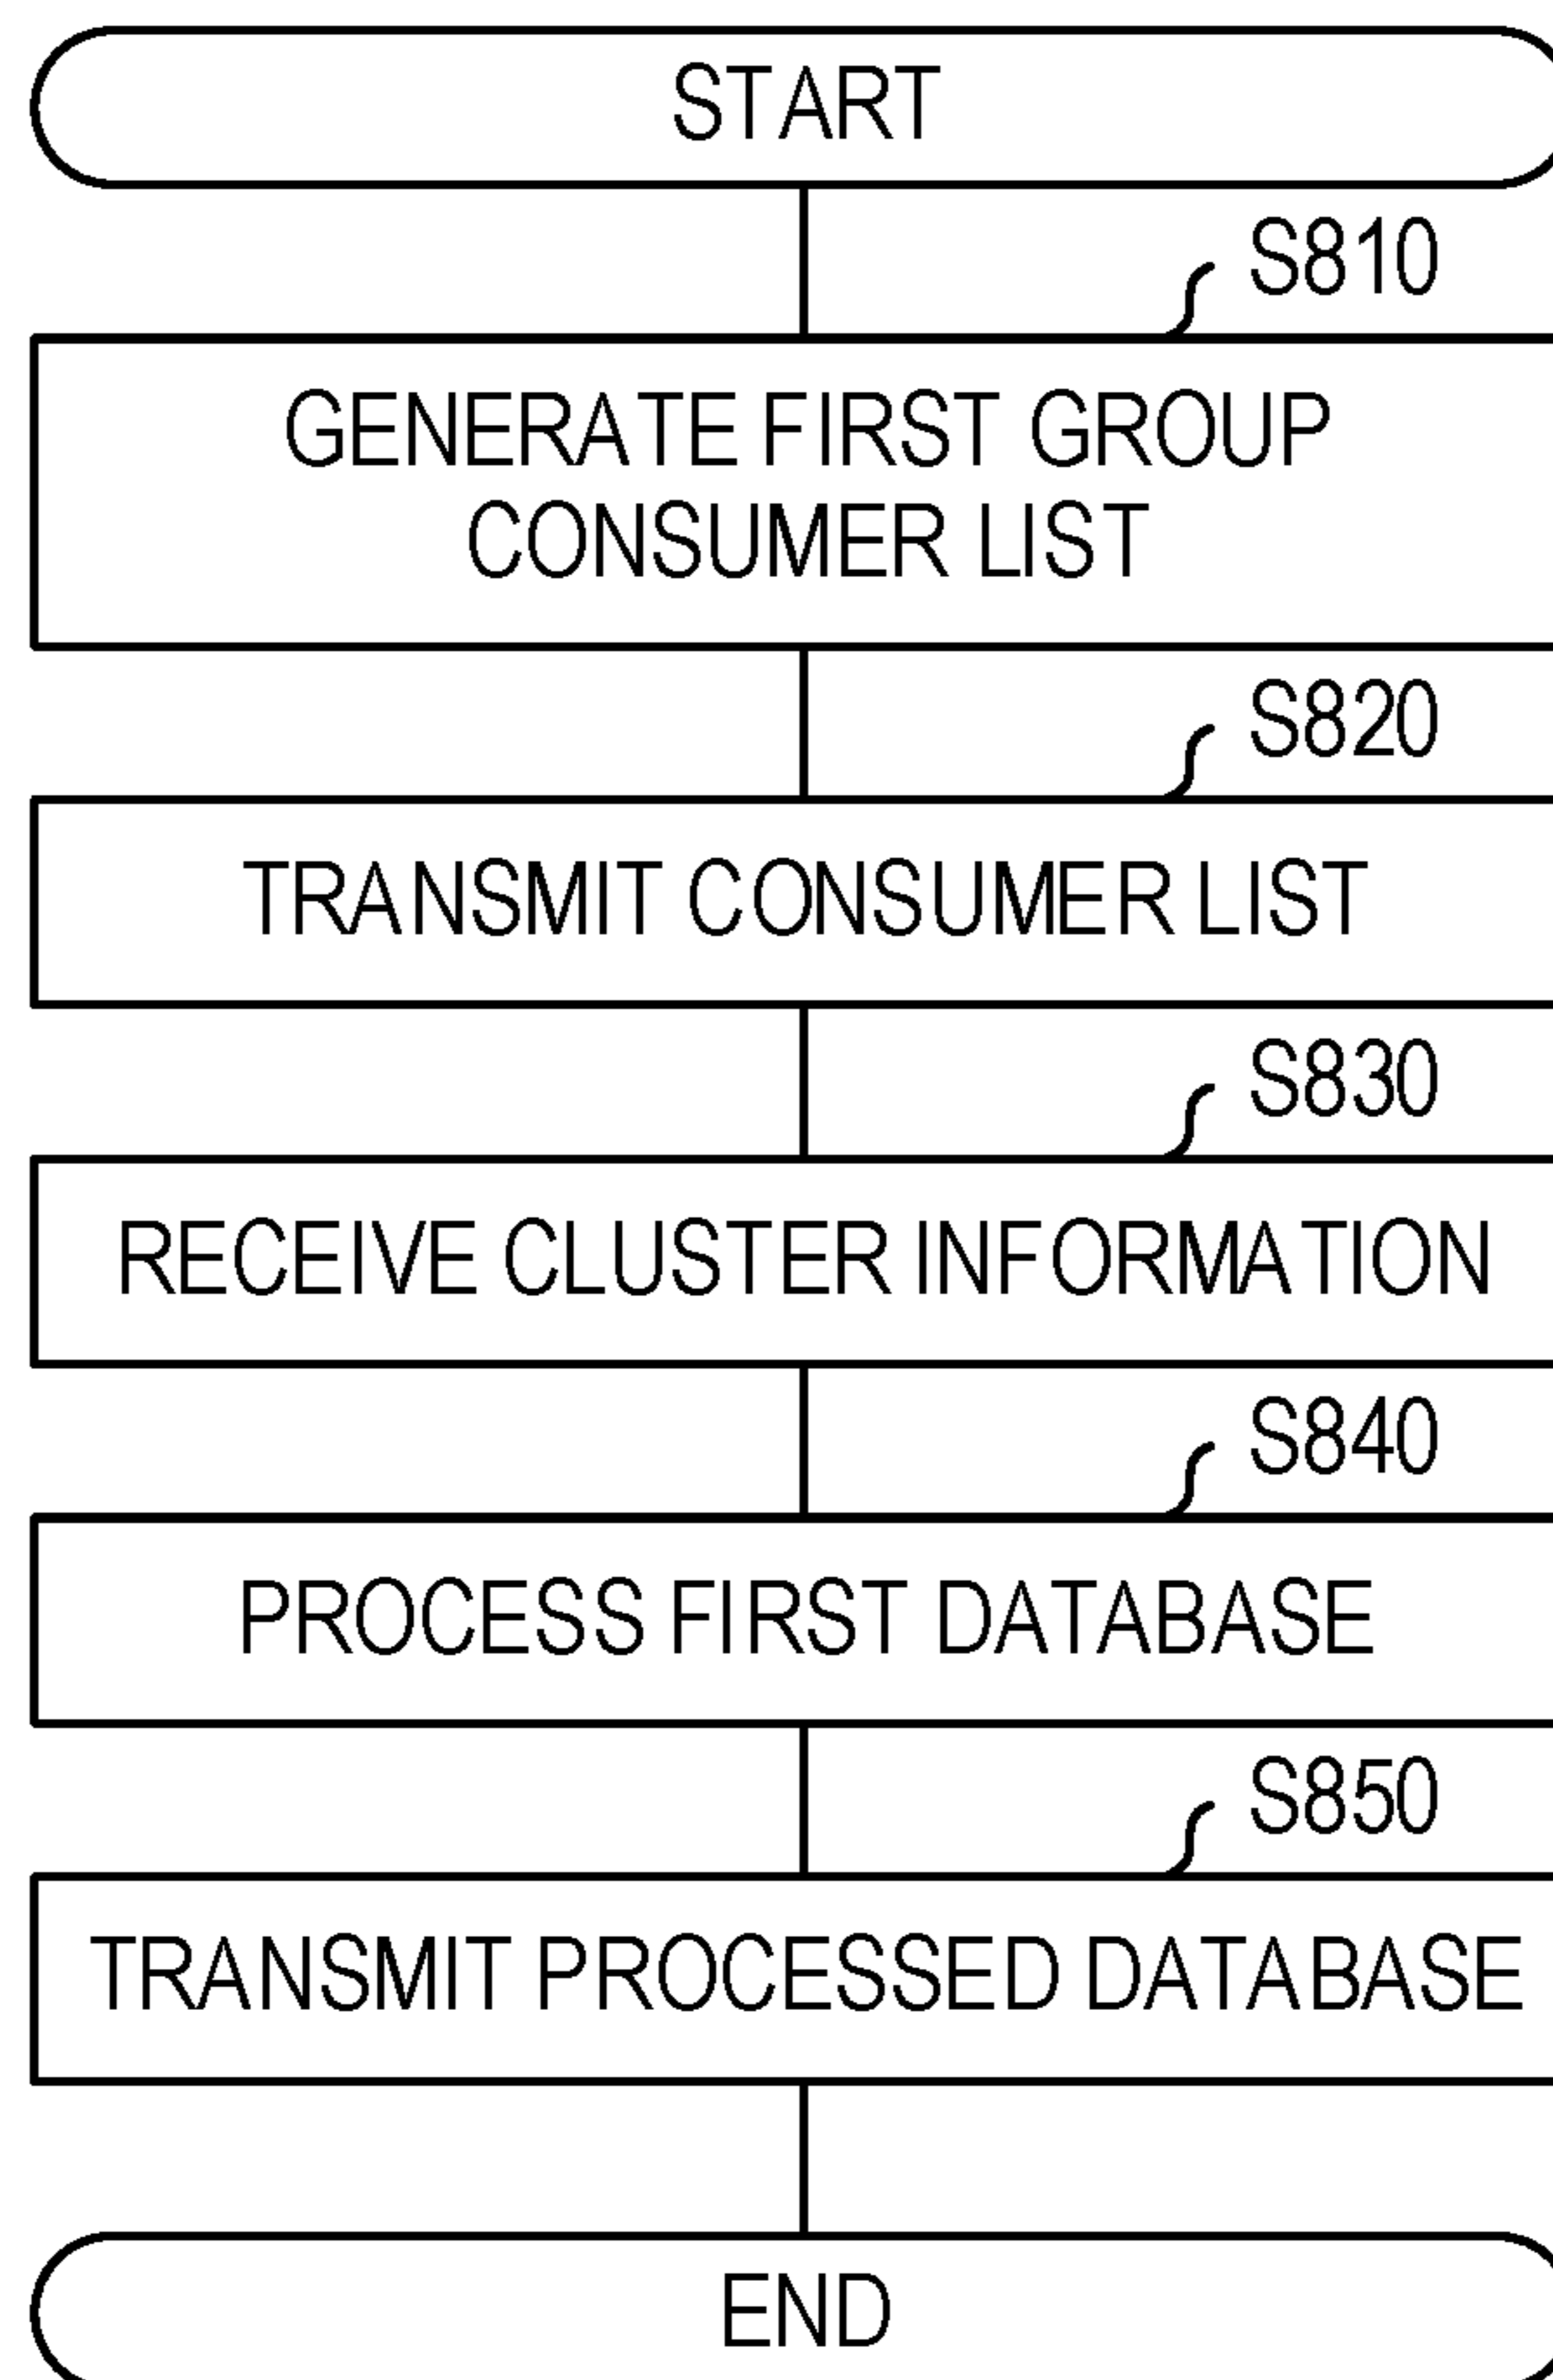 START
S810
GENERATE FIRST GROUP
CONSUMER LIST
S820
TRANSMIT CONSUMER LIST
S830
RECEIVE CLUSTER INFORMATION
S840
PROCESS FIRST DATABASE
S850
TRANSMIT PROCESSED DATABASE
END